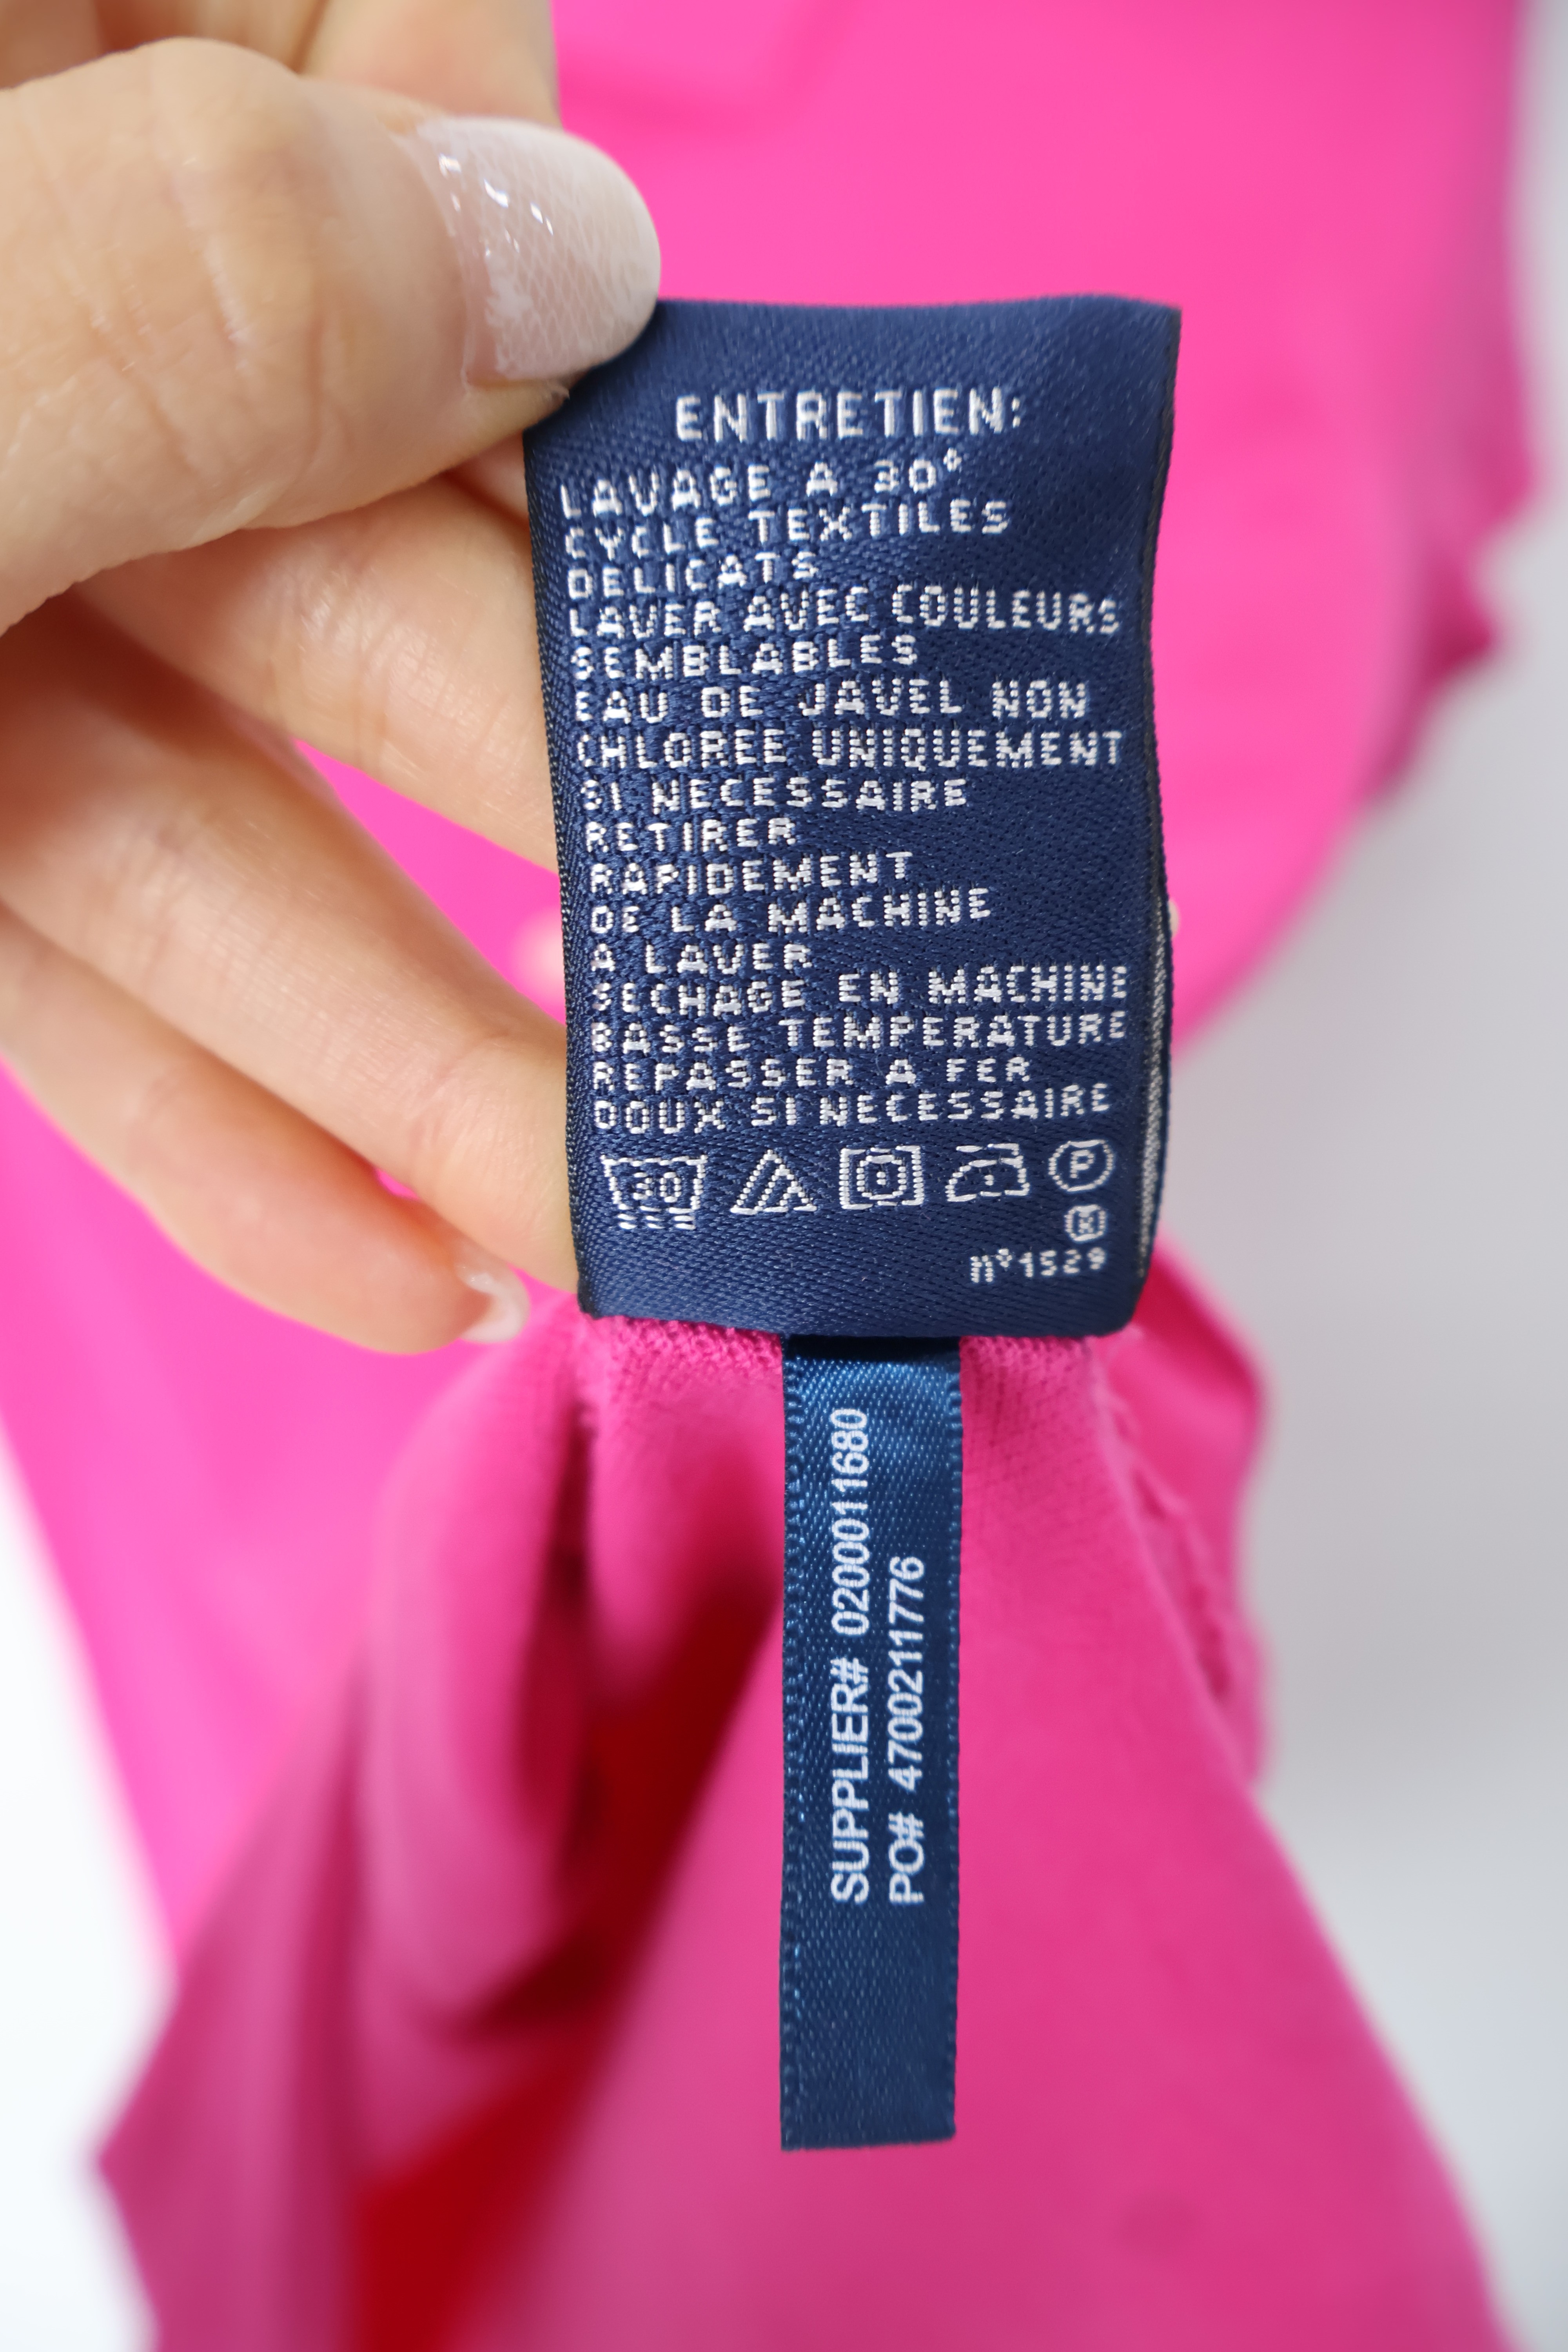 ENTRETIEN:
LAVAGE A 30°
CYCLE TEXTILES
DELICATS
LAVER AVEC COULEURS
SEMBLABLES
EAU DE JAVEL NON
CHLOREE UNIQUEMENT
SI NECESSAIRE
RETIRER
RAPIDEMENT
DE LA MACHINE
A LAVER
SECHAGE EN MACHINE
BASSE TEMPERATURE
REPASSER A FER
DOUX SI NECESSAIRE
30 P
n°1529
SUPPLIER# 0200011680
PO# 4700211776